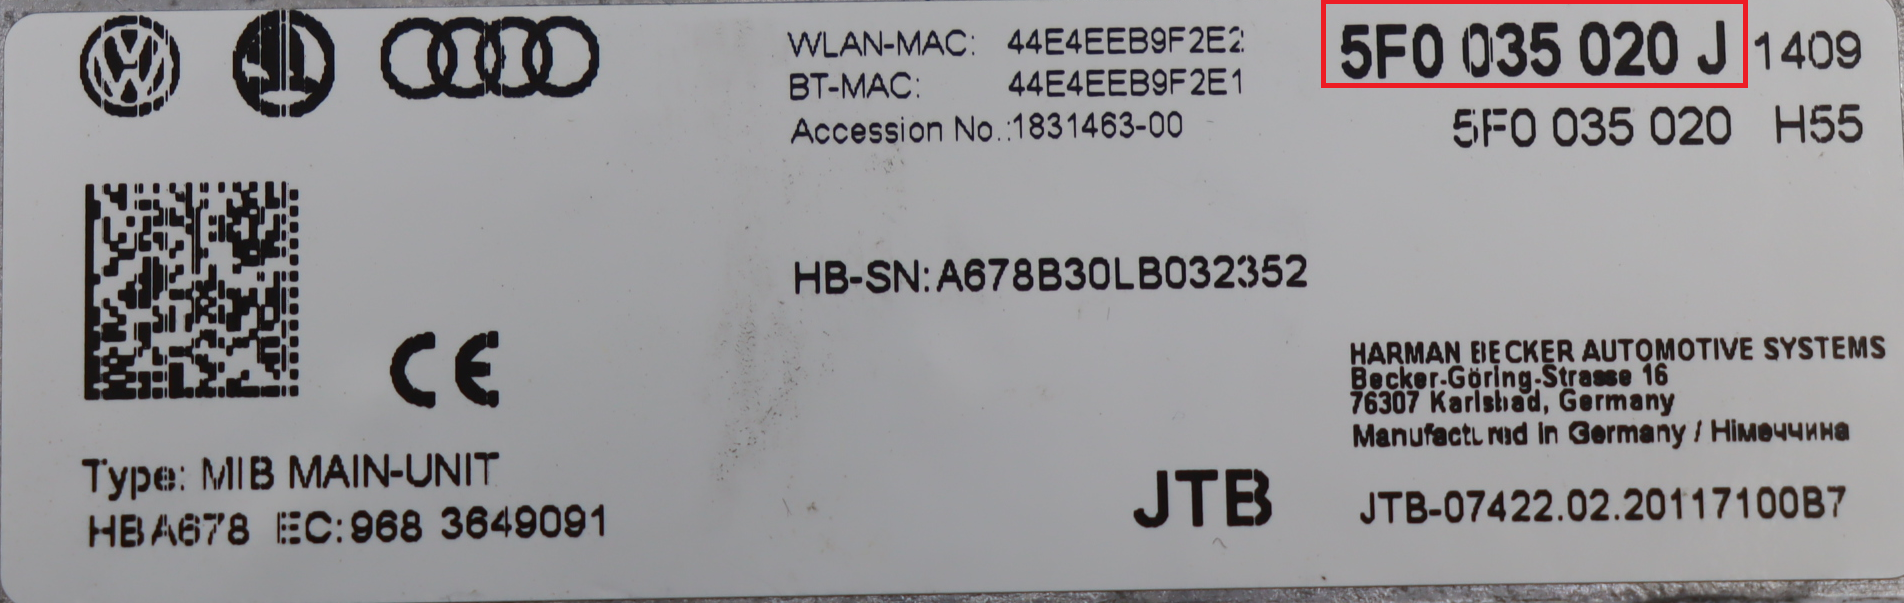 WLAN-MAC: 44E4EEB9F2E2
BT-MAC: 44E4EEB9F2E1
Accession No.:1831463-00
5F0 035 020 J 1409
5F0 035 020 H55
HB-SN:A678B30LB032352
CE
HARMAN BECKER AUTOMOTIVE SYSTEMS
Becker-Göring-Strasse 16
76307 Karlsbad, Germany
Manufactured in Germany / Німеччина
Type: MIB MAIN-UNIT
HBA678 EC:968 3649091
JTB
JTB-07422.02.20117100B7